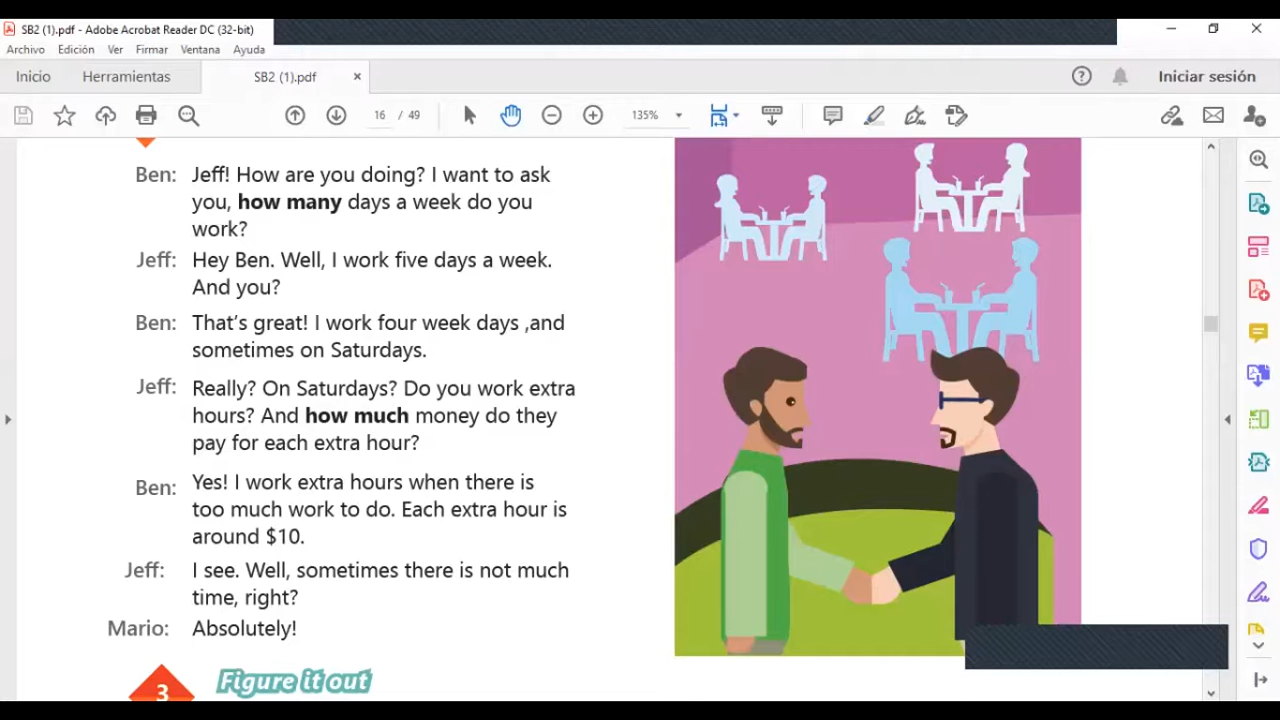 SB2 (1).pdf - Adobe Acrobat Reader DC (32-bit)
Archivo Edición Ver Firmar Ventana Ayuda
Inicio Herramientas SB2 (1).pdf × Iniciar sesión
16 / 49 135%
Ben: Jeff! How are you doing? I want to ask
you, how many days a week do you
work?
Jeff: Hey Ben. Well, I work five days a week.
And you?
Ben: That's great! I work four week days ,and
sometimes on Saturdays.
Jeff: Really? On Saturdays? Do you work extra
hours? And how much money do they
pay for each extra hour?
Ben: Yes! I work extra hours when there is
too much work to do. Each extra hour is
around $10.
Jeff: I see. Well, sometimes there is not much
time, right?
Mario: Absolutely!
3 Figure it out